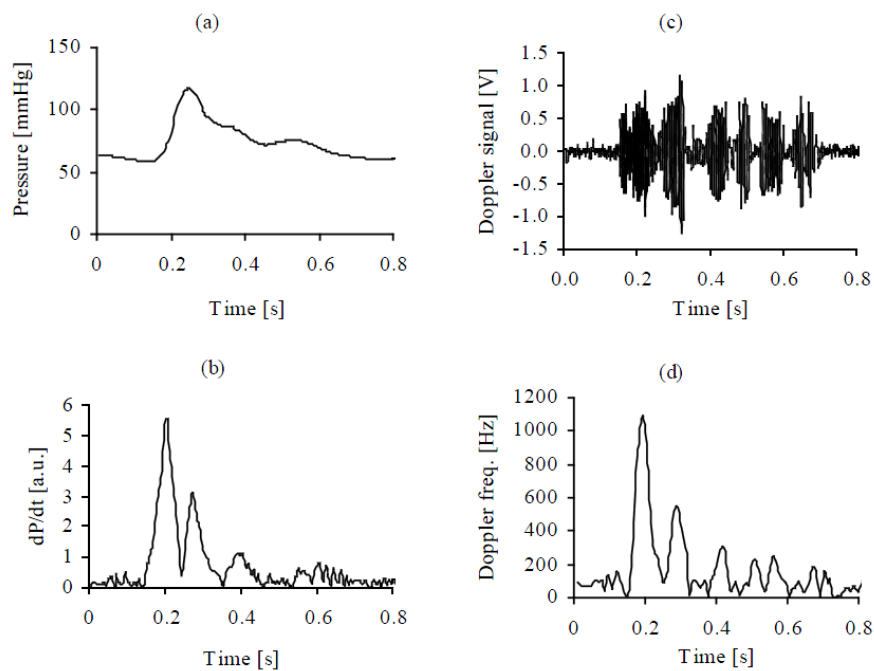 (a)
Pressure [mmHg]
150
100
50
0
0 0.2 0.4 0.6 0.8
Time [s]
(c)
Doppler signal [V]
1.5
1.0
0.5
0.0
-0.5
-1.0
-1.5
0.0 0.2 0.4 0.6 0.8
Time [s]
(b)
dP/dt [a.u.]
6
5
4
3
2
1
0
0 0.2 0.4 0.6 0.8
Time [s]
(d)
Doppler freq. [Hz]
1200
1000
800
600
400
200
0
0 0.2 0.4 0.6 0.8
Time [s]